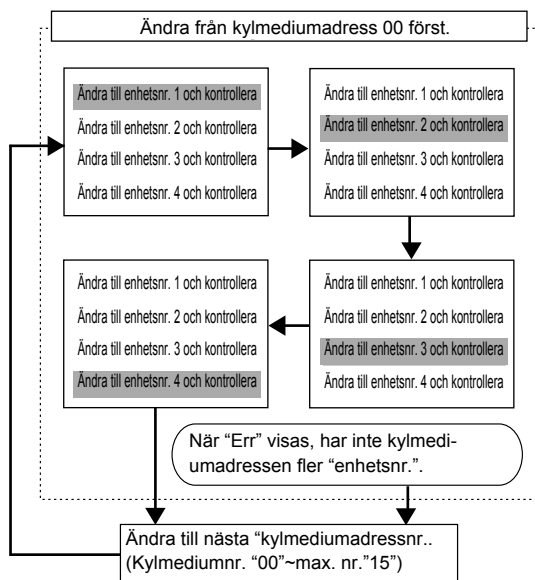 Ändra från kylmediumadress 00 först.
Ändra till enhetsnr. 1 och kontrollera
Ändra till enhetsnr. 2 och kontrollera
Ändra till enhetsnr. 3 och kontrollera
Ändra till enhetsnr. 4 och kontrollera
Ändra till enhetsnr. 1 och kontrollera
Ändra till enhetsnr. 2 och kontrollera
Ändra till enhetsnr. 3 och kontrollera
Ändra till enhetsnr. 4 och kontrollera
Ändra till enhetsnr. 1 och kontrollera
Ändra till enhetsnr. 2 och kontrollera
Ändra till enhetsnr. 3 och kontrollera
Ändra till enhetsnr. 4 och kontrollera
Ändra till enhetsnr. 1 och kontrollera
Ändra till enhetsnr. 2 och kontrollera
Ändra till enhetsnr. 3 och kontrollera
Ändra till enhetsnr. 4 och kontrollera
När “Err” visas, har inte kylmedi-
umadressen fler “enhetsnr.”.
Ändra till nästa “kylmediumadressnr..
(Kylmediumnr. “00”~max. nr.”15”)